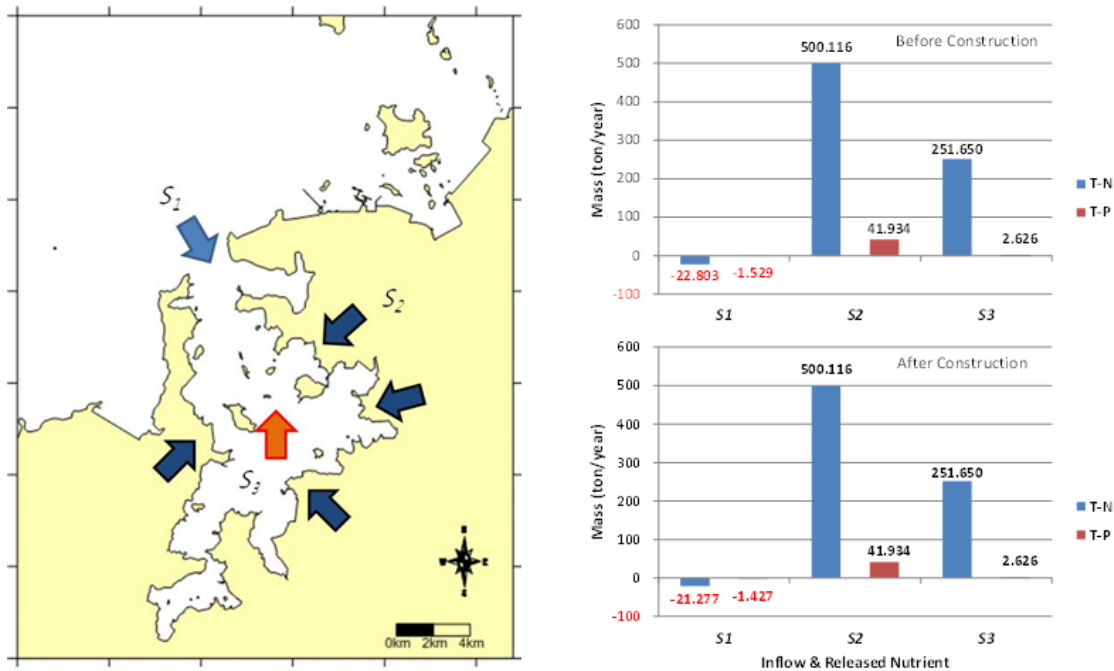 S1
S2
S3
N
W E
S
0km 2km 4km
Before Construction
Mass (ton/year)
600
500
400
300
200
100
0
-100
500.116
251.650
41.934
2.626
-22.803
-1.529
S1 S2 S3
T-N
T-P
After Construction
Mass (ton/year)
600
500
400
300
200
100
0
-100
500.116
251.650
41.934
2.626
-21.277
-1.427
S1 S2 S3
T-N
T-P
Inflow & Released Nutrient